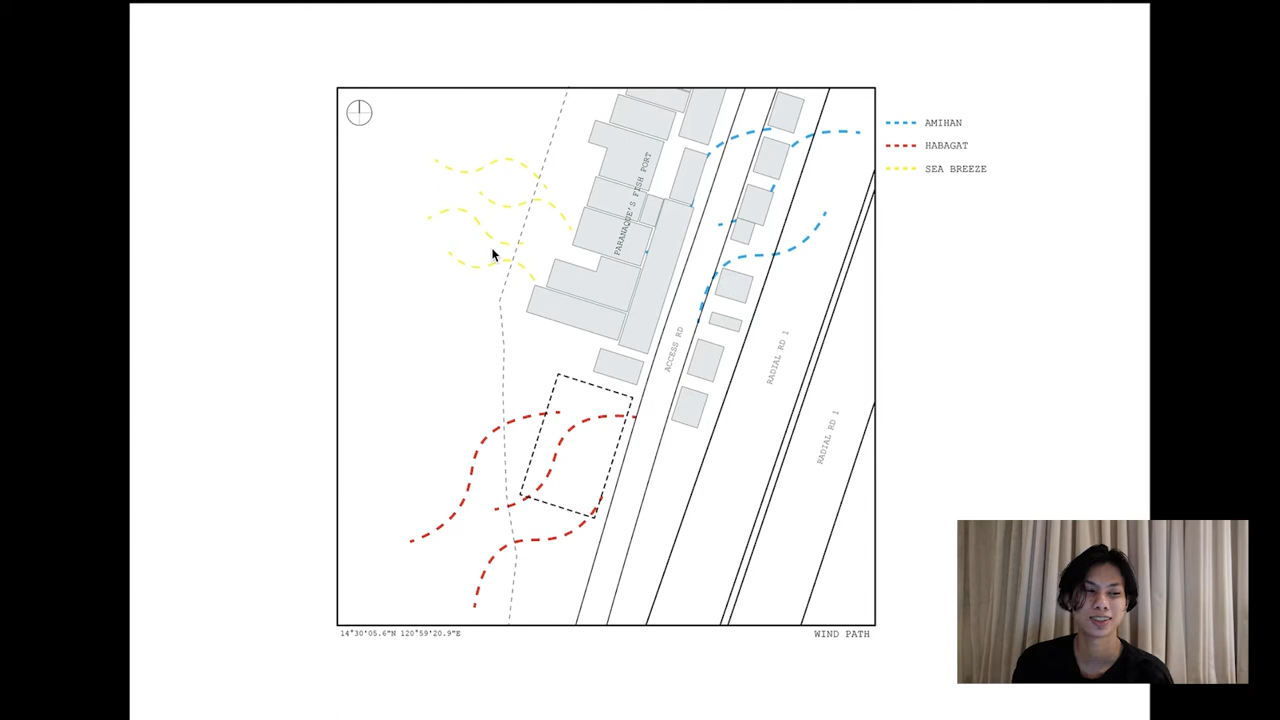 AMIHAN
HABAGAT
SEA BREEZE
PARANAQUE'S FISH PORT
ACCESS RD
RADIAL RD 1
RADIAL RD 1
14°30'05.6"N 120°59'20.9"E
WIND PATH